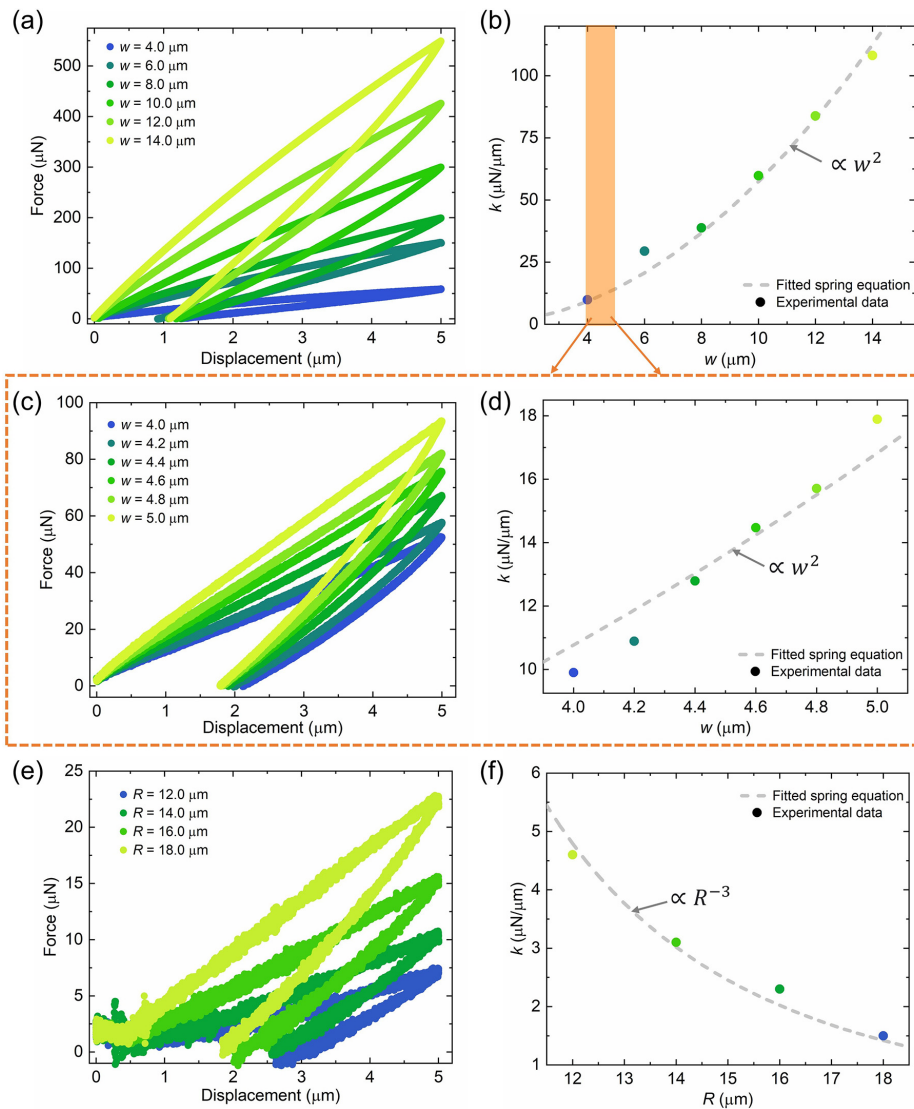 (a)
w = 4.0 μm
w = 6.0 μm
w = 8.0 μm
w = 10.0 μm
w = 12.0 μm
w = 14.0 μm
500
400
300
200
100
0
Force (μN)
0 1 2 3 4 5
Displacement (μm)
(b)
100
75
50
25
0
k (μN/μm)
∝ w²
Fitted spring equation
Experimental data
4 6 8 10 12 14
w (μm)
(c)
w = 4.0 μm
w = 4.2 μm
w = 4.4 μm
w = 4.6 μm
w = 4.8 μm
w = 5.0 μm
100
80
60
40
20
0
Force (μN)
0 1 2 3 4 5
Displacement (μm)
(d)
18
16
14
12
10
k (μN/μm)
∝ w²
Fitted spring equation
Experimental data
4.0 4.2 4.4 4.6 4.8 5.0
w (μm)
(e)
R = 12.0 μm
R = 14.0 μm
R = 16.0 μm
R = 18.0 μm
25
20
15
10
5
0
Force (μN)
0 1 2 3 4 5
Displacement (μm)
(f)
6
5
4
3
2
1
k (μN/μm)
Fitted spring equation
Experimental data
∝ R⁻³
12 13 14 15 16 17 18
R (μm)